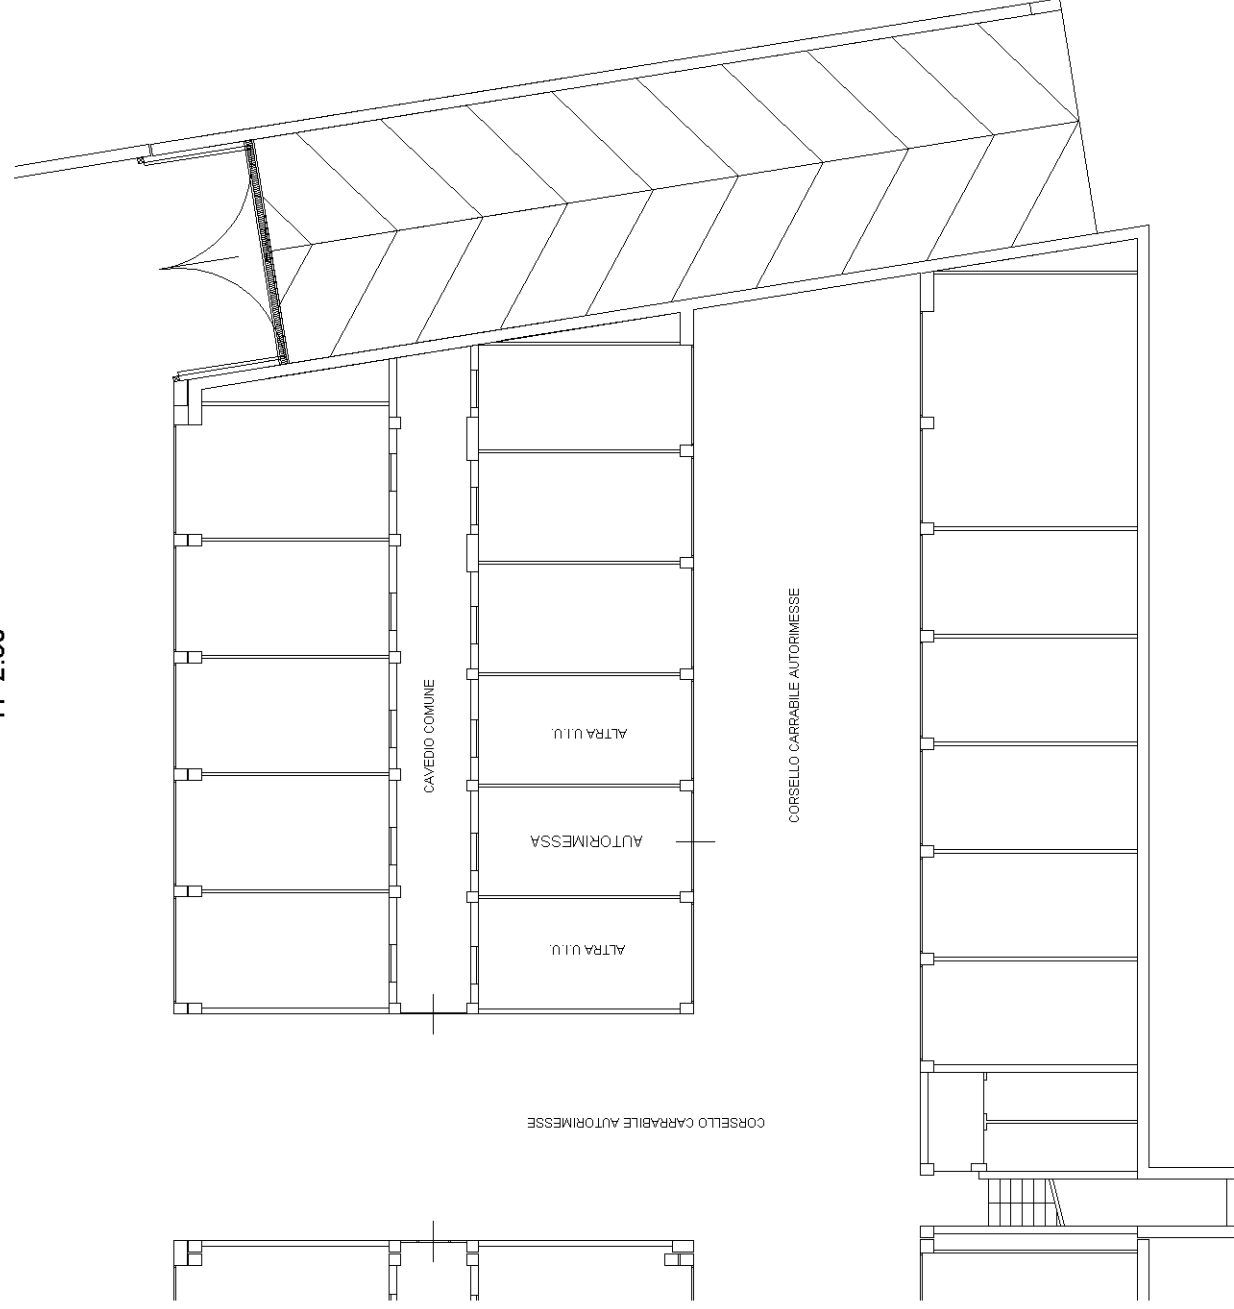 CORSELLO CARRABILE AUTORIMESSE
CAVEDIO COMUNE
ALTRA U.I.U.
AUTORIMESSA
ALTRA U.I.U.
CORSELLO CARRABILE AUTORIMESSE